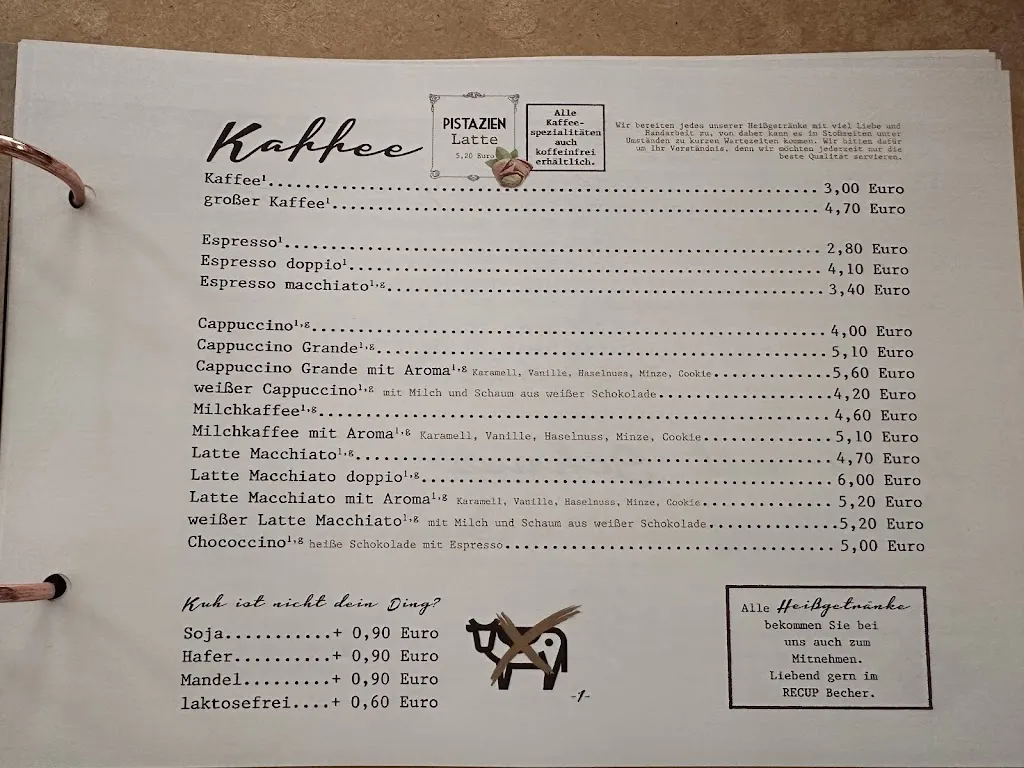 Kaffee
PISTAZIEN
Latte
5,20 Euro
Alle
Kaffee-
spezialitäten
auch
koffeinfrei
erhältlich.
Wir bereiten jedes unserer Heißgetränke mit viel Liebe und
Handarbeit zu, von daher kann es in Stoßzeiten unter
Umständen zu kurzen Wartezeiten kommen. Wir bitten dafür
um Ihr Verständnis, denn wir möchten jederzeit nur die
beste Qualität servieren.
Kaffee¹........................................................3,00 Euro
großer Kaffee¹.................................................4,70 Euro
Espresso¹......................................................2,80 Euro
Espresso doppio¹...............................................4,10 Euro
Espresso macchiato¹,ᵍ..........................................3,40 Euro
Cappuccino¹,ᵍ..................................................4,00 Euro
Cappuccino Grande¹,ᵍ...........................................5,10 Euro
Cappuccino Grande mit Aroma¹,ᵍ Karamell, Vanille, Haselnuss, Minze, Cookie............5,60 Euro
weißer Cappuccino¹,ᵍ mit Milch und Schaum aus weißer Schokolade.................4,20 Euro
Milchkaffee¹,ᵍ.................................................4,60 Euro
Milchkaffee mit Aroma¹,ᵍ Karamell, Vanille, Haselnuss, Minze, Cookie.............5,10 Euro
Latte Macchiato¹,ᵍ.............................................4,70 Euro
Latte Macchiato doppio¹,ᵍ......................................6,00 Euro
Latte Macchiato mit Aroma¹,ᵍ Karamell, Vanille, Haselnuss, Minze, Cookie.............5,20 Euro
weißer Latte Macchiato¹,ᵍ mit Milch und Schaum aus weißer Schokolade.............5,20 Euro
Chococcino¹,ᵍ heiße Schokolade mit Espresso.................................5,00 Euro
Kuh ist nicht dein Ding?
Soja...........+ 0,90 Euro
Hafer..........+ 0,90 Euro
Mandel.........+ 0,90 Euro
laktosefrei....+ 0,60 Euro
-1-
Alle Heißgetränke
bekommen Sie bei
uns auch zum
Mitnehmen.
Liebend gern im
RECUP Becher.